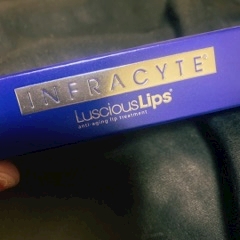 INFRACYTE®
LusciousLips®
anti-aging lip treatment